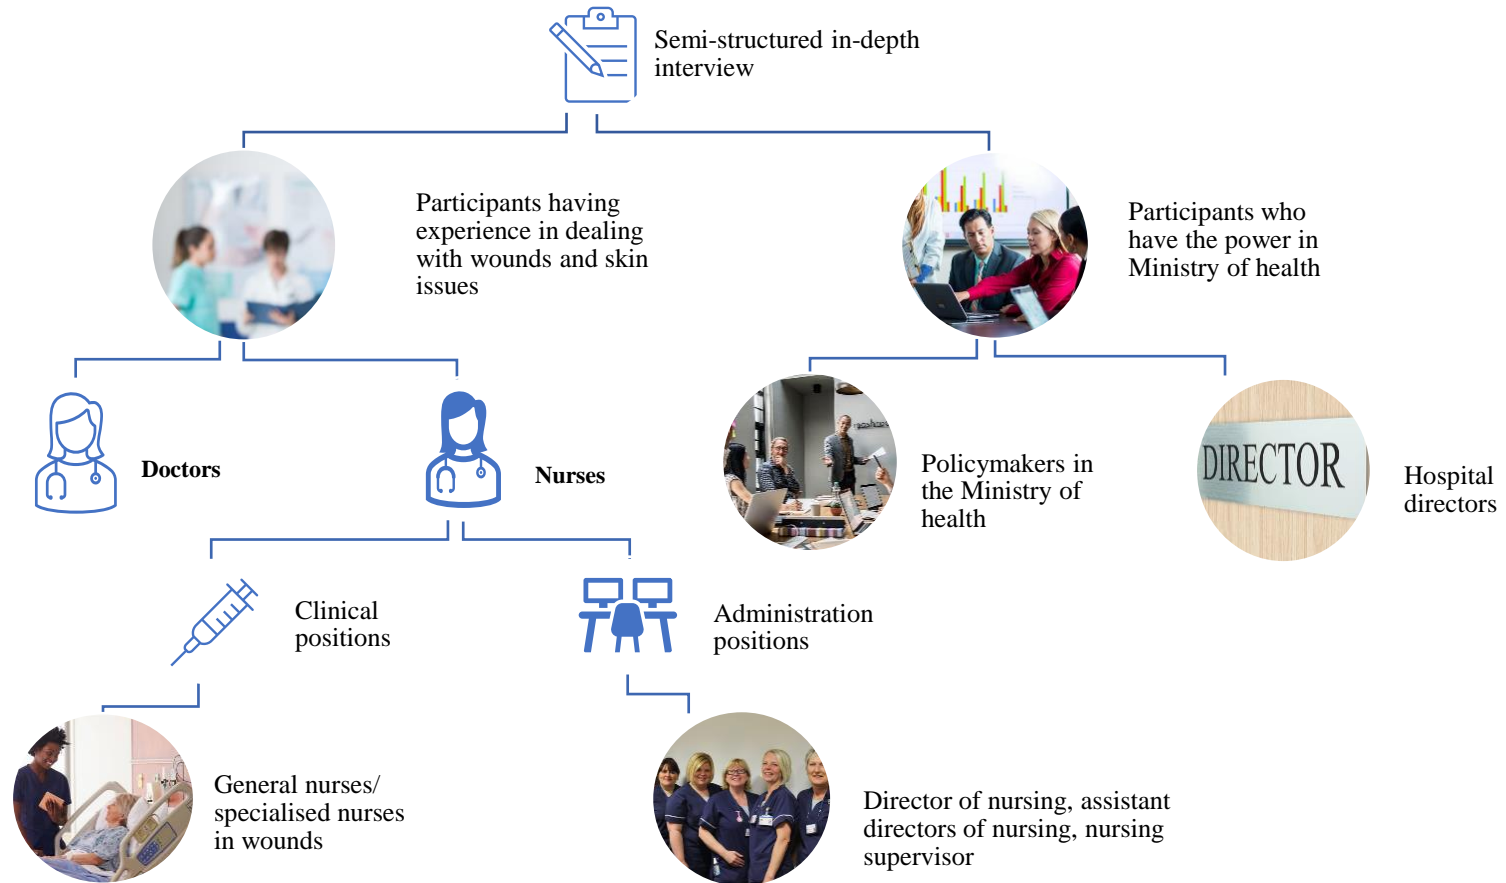 Semi-structured in-depth
interview
Participants having
experience in dealing
with wounds and skin
issues
Participants who
have the power in
Ministry of health
Doctors
Nurses
Policymakers in
the Ministry of
health
DIRECTOR
Hospital
directors
Clinical
positions
Administration
positions
General nurses/
specialised nurses
in wounds
Director of nursing, assistant
directors of nursing, nursing
supervisor